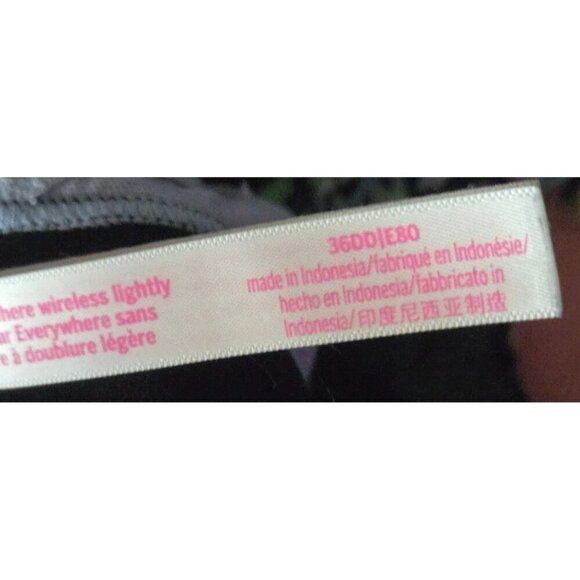 here wireless lightly
ar Everywhere sans
e à doublure légère
36DD|E80
made in Indonesia/fabriqué en Indonésie/
hecho en Indonesia/fabbricato in
Indonesia/印度尼西亚制造